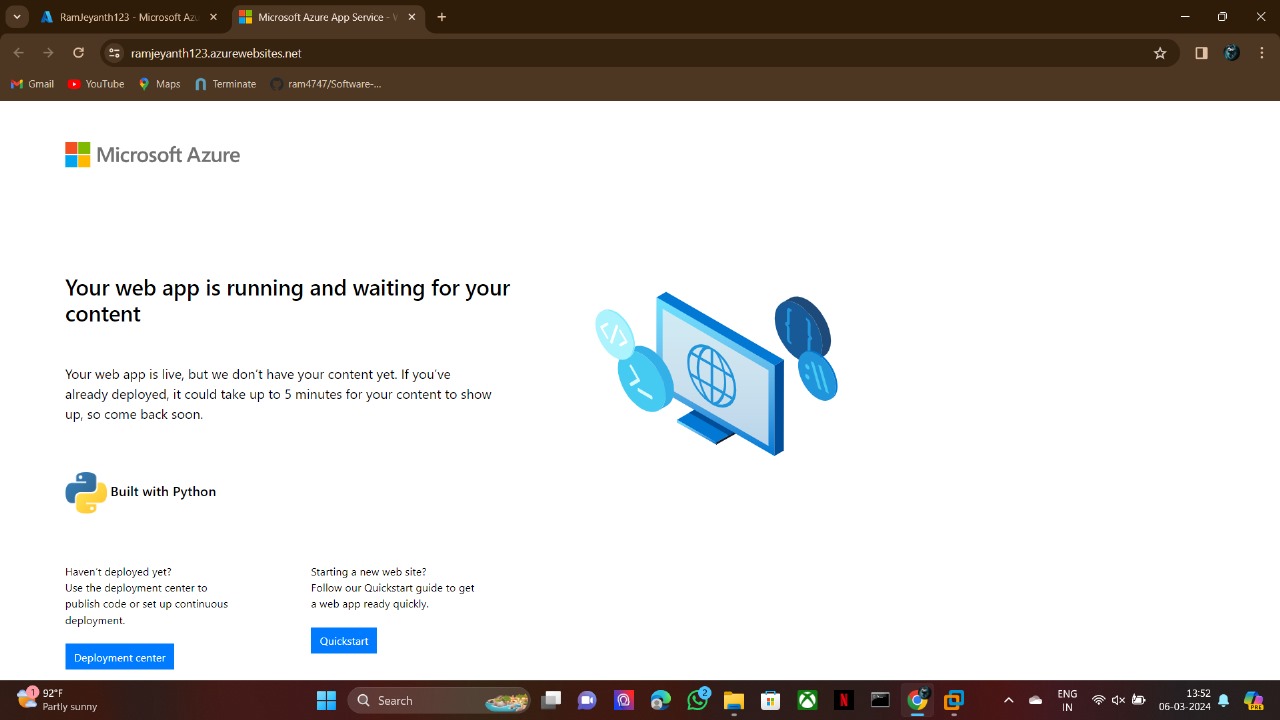 RamJeyanth123 - Microsoft Azu
Microsoft Azure App Service - W
ramjeyanth123.azurewebsites.net
Gmail
YouTube
Maps
Terminate
ram4747/Software-...
Microsoft Azure
Your web app is running and waiting for your
content
Your web app is live, but we don't have your content yet. If you've
already deployed, it could take up to 5 minutes for your content to show
up, so come back soon.
Built with Python
Haven't deployed yet?
Use the deployment center to
publish code or set up continuous
deployment.
Deployment center
Starting a new web site?
Follow our Quickstart guide to get
a web app ready quickly.
Quickstart
1
92°F
Partly sunny
Search
2
N
ENG
IN
13:52
06-03-2024
PRE